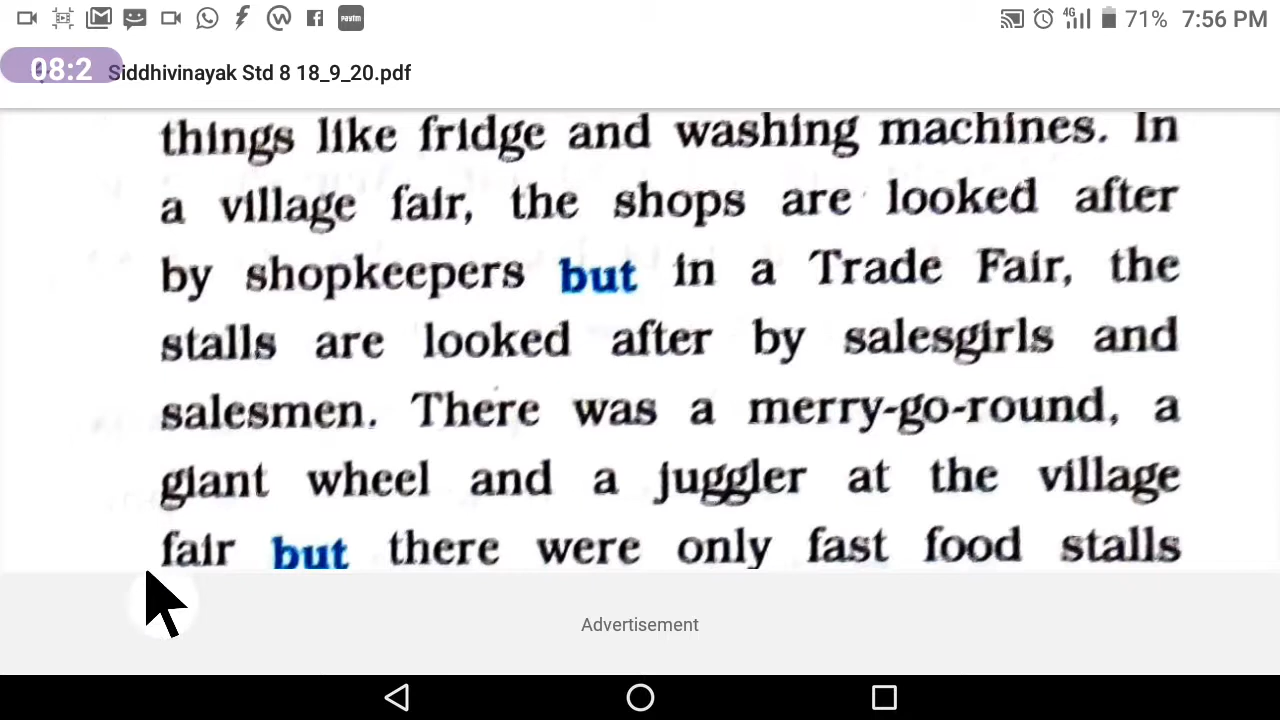 4G 71% 7:56 PM
paytm
08:2 Siddhivinayak Std 8 18_9_20.pdf
things like fridge and washing machines. In
a village fair, the shops are looked after
by shopkeepers but in a Trade Fair, the
stalls are looked after by salesgirls and
salesmen. There was a merry-go-round, a
giant wheel and a juggler at the village
fair but there were only fast food stalls
Advertisement